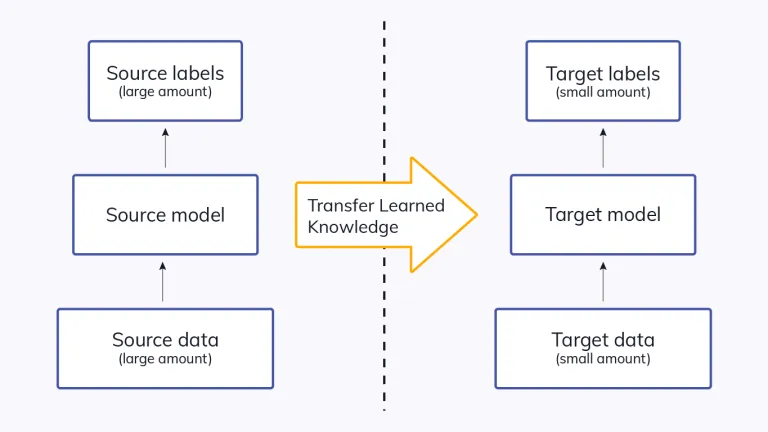 Source labels
(large amount)
Source model
Source data
(large amount)
Transfer Learned
Knowledge
Target labels
(small amount)
Target model
Target data
(small amount)